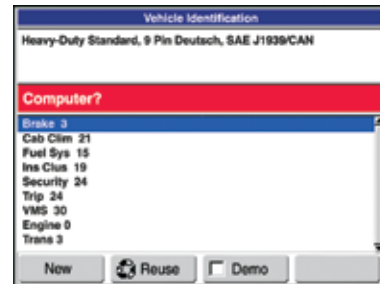 Vehicle Identification
Heavy-Duty Standard, 9 Pin Deutsch, SAE J1939/CAN
Computer?
Brake 3
Cab Clim 21
Fuel Sys 15
Ins Clus 19
Security 24
Trip 24
VMS 30
Engine 0
Trans 3
New
Reuse
Demo